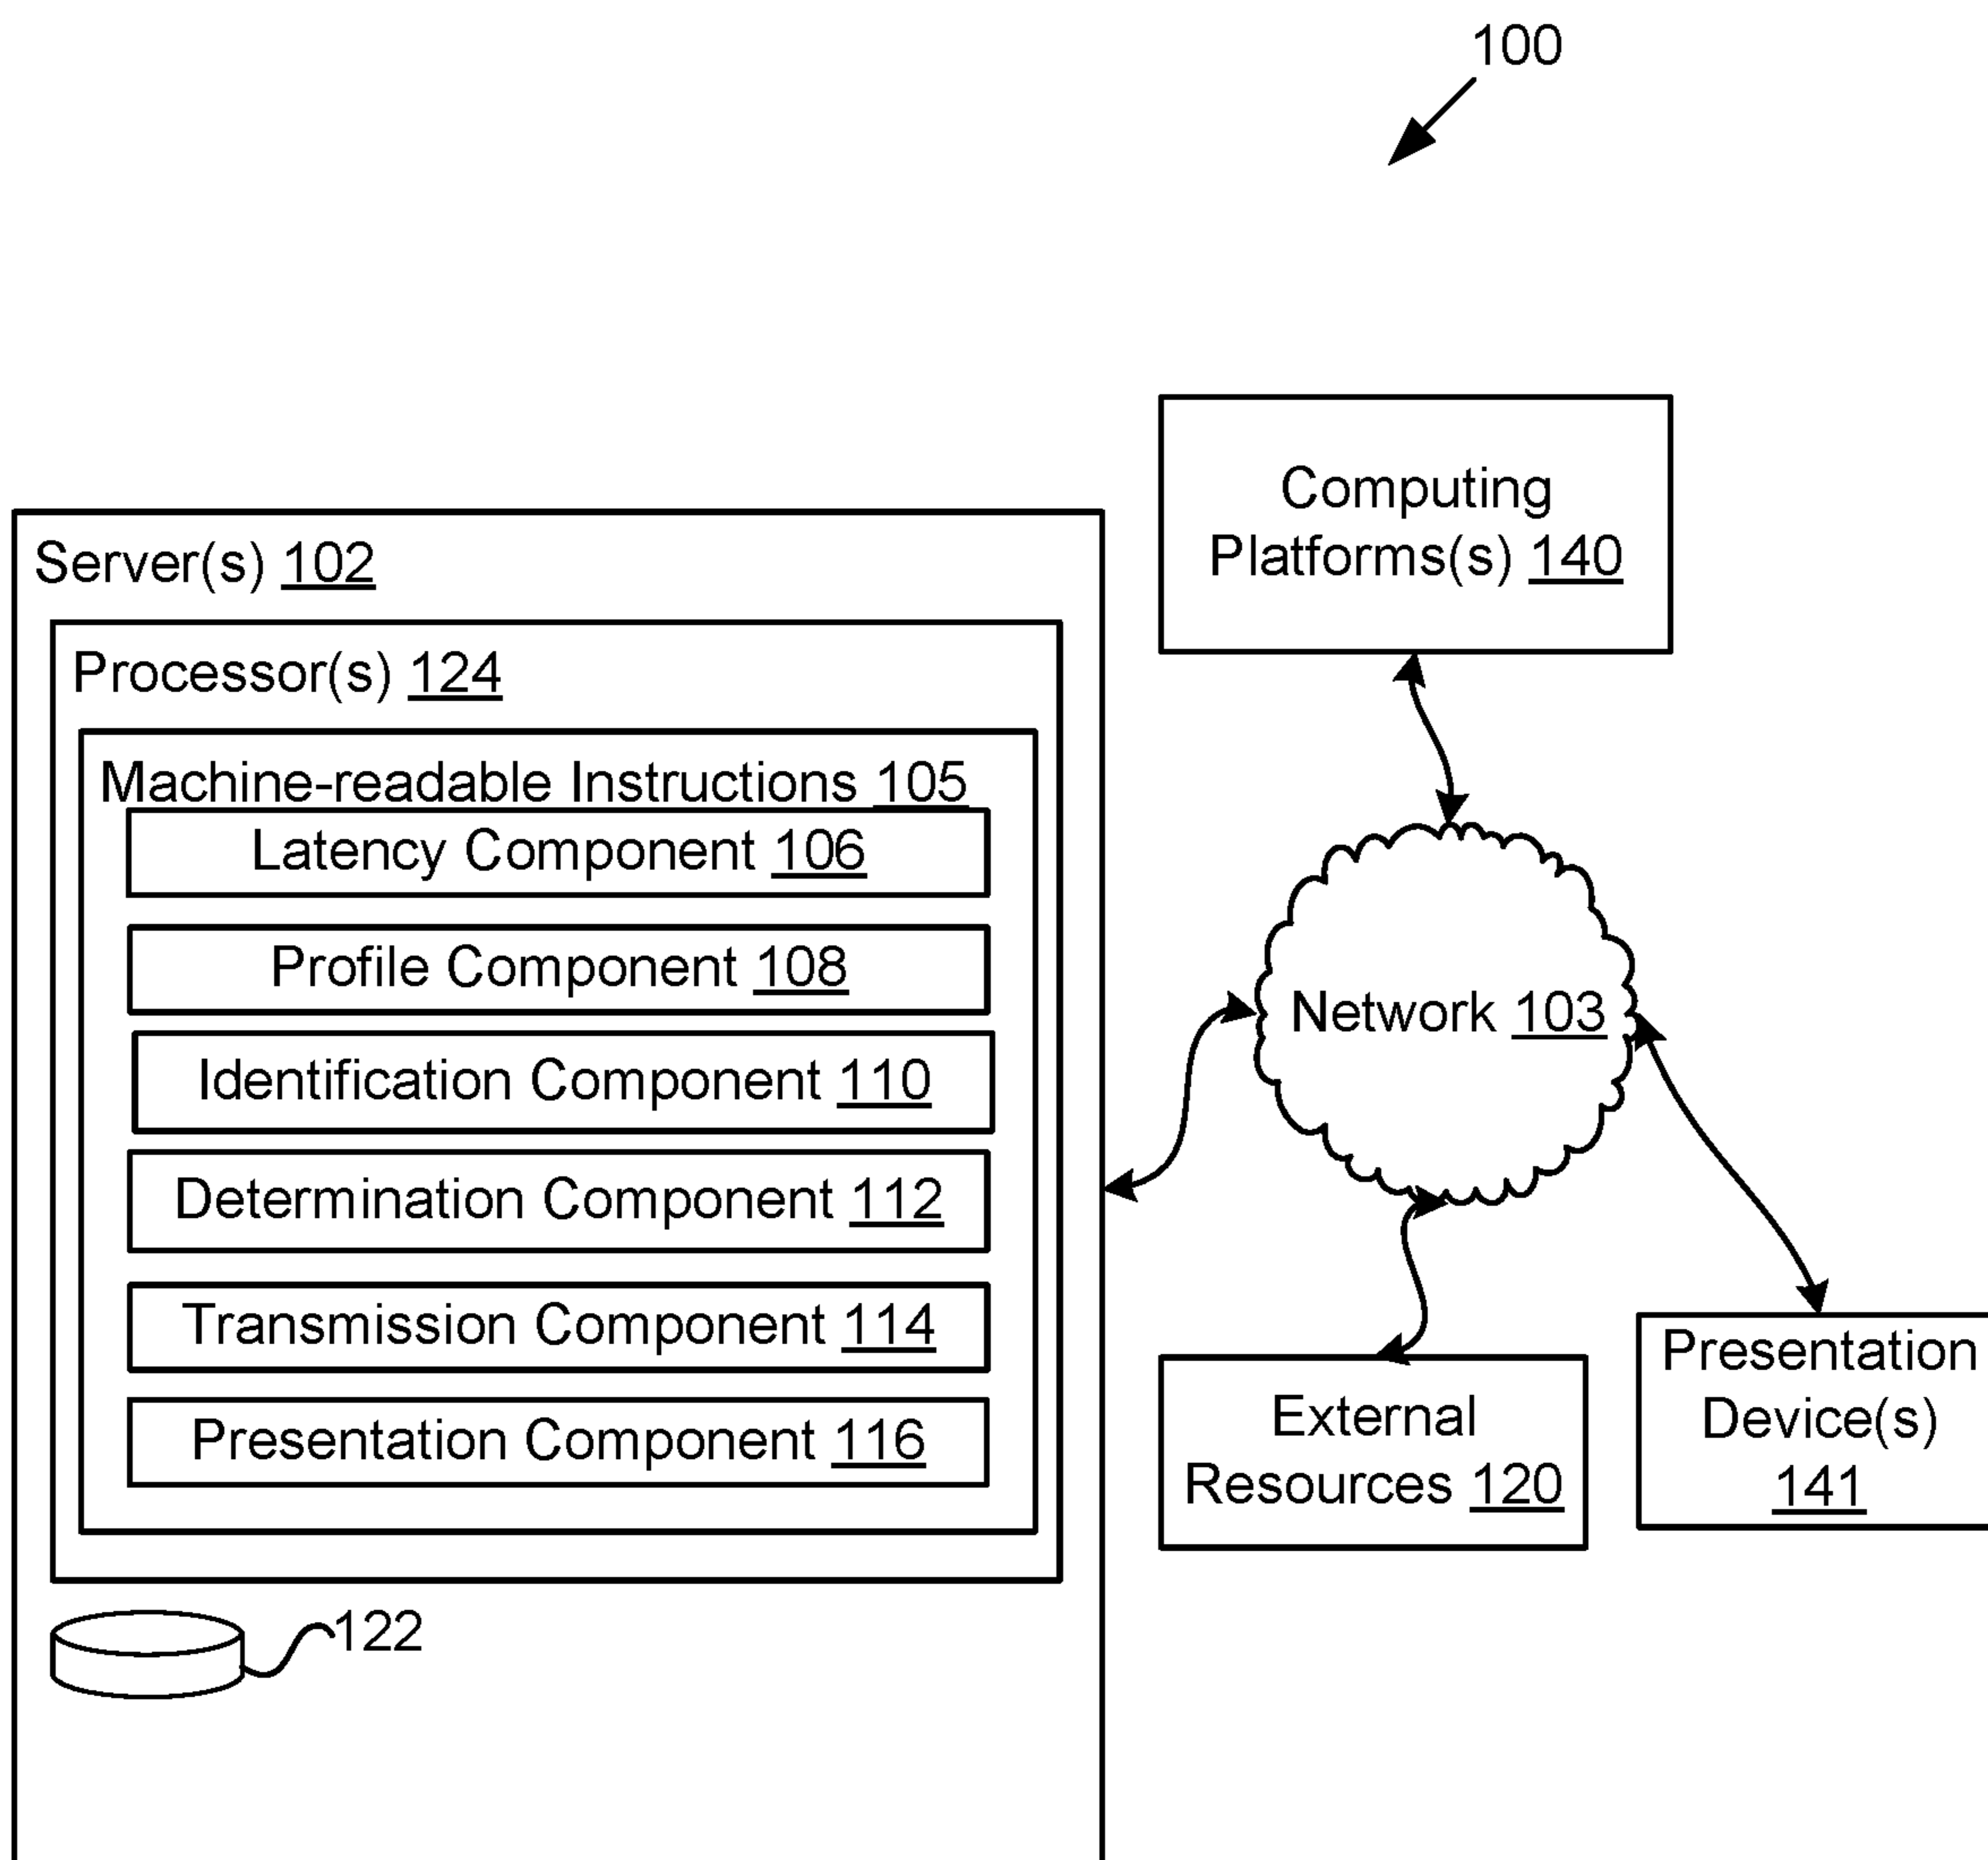 100
Computing
Platforms(s) 140
Server(s) 102
Processor(s) 124
Machine-readable Instructions 105
Latency Component 106
Profile Component 108
Identification Component 110
Determination Component 112
Transmission Component 114
Presentation Component 116
122
Network 103
External
Resources 120
Presentation
Device(s)
141